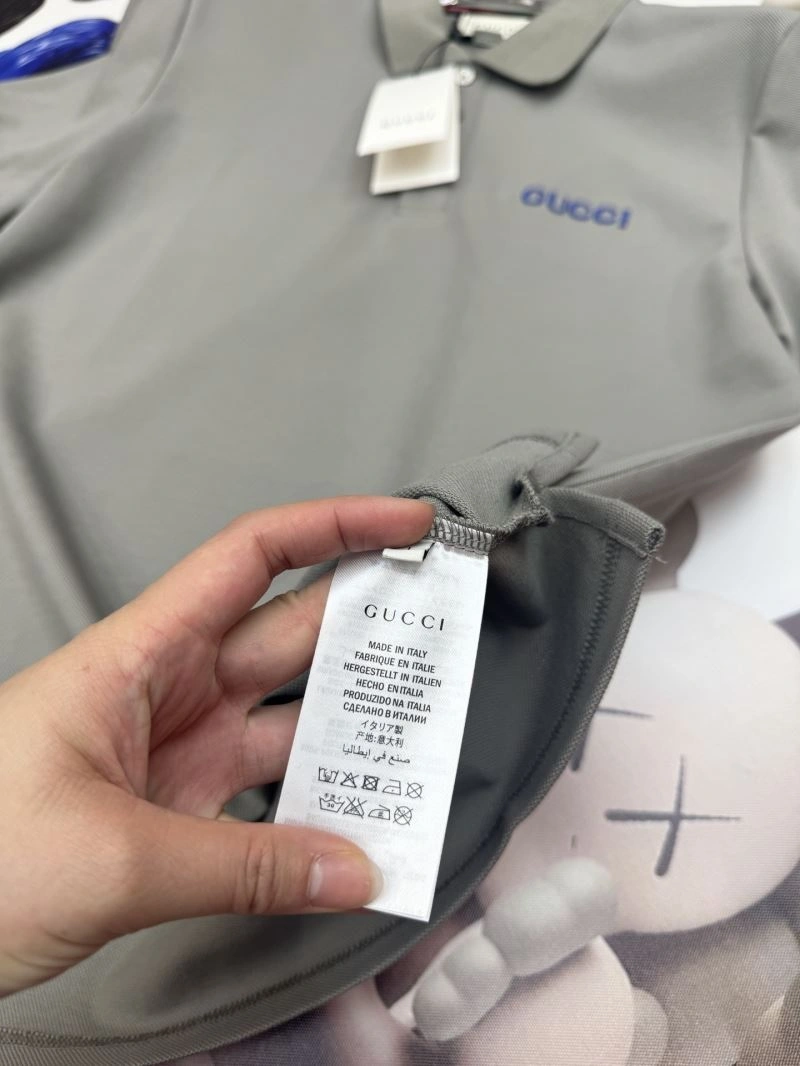 GUCCI
GUCCI
MADE IN ITALY
FABRIQUE EN ITALIE
HERGESTELLT IN ITALIEN
HECHO EN ITALIA
PRODUZIDO NA ITALIA
СДЕЛАНО В ИТАЛИИ
イタリア製
产地:意大利
صنع في إيطاليا
30